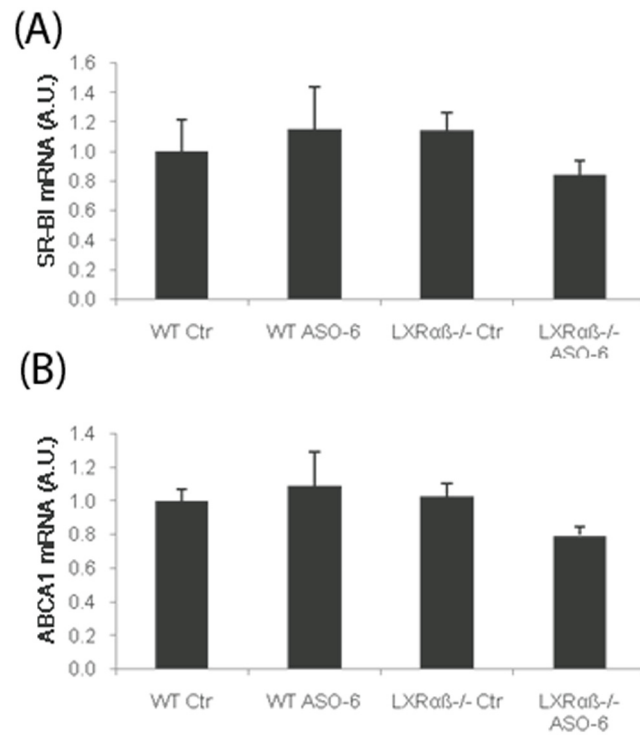 (A)
SR-BI mRNA (A.U.)
1.6
1.4
1.2
1.0
0.8
0.6
0.4
0.2
0.0
WT Ctr
WT ASO-6
LXRαß-/- Ctr
LXRαß-/-
ASO-6
(B)
ABCA1 mRNA (A.U.)
1.4
1.2
1.0
0.8
0.6
0.4
0.2
0.0
WT Ctr
WT ASO-6
LXRαß-/- Ctr
LXRαß-/-
ASO-6